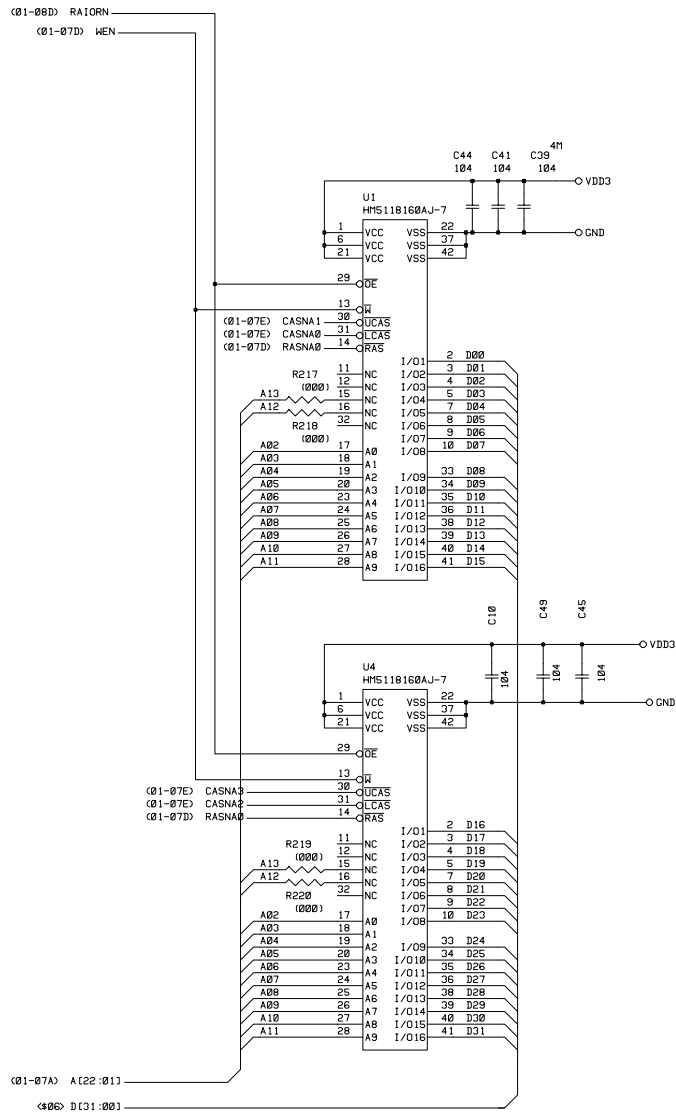 (01-08D) RAIORN
(01-07D) WEN
4M
C44 C41 C39
104 104 104
VDD3
U1
HM5118160AJ-7
1 VCC VSS 22
GND
6 VCC VSS 37
21 VCC VSS 42
29 OE
13 W
(01-07E) CASNA1 30 UCAS
(01-07E) CASNA0 31 LCAS
(01-07D) RASNA0 14 RAS
I/O1 2 D00
R217 11 NC I/O2 3 D01
(000) 12 NC I/O3 4 D02
A13 15 NC I/O4 5 D03
A12 16 NC I/O5 7 D04
R218 32 NC I/O6 8 D05
(000) I/O7 9 D06
A02 17 A0 I/O8 10 D07
A03 18 A1
A04 19 A2 I/O9 33 D08
A05 20 A3 I/O10 34 D09
A06 23 A4 I/O11 35 D10
A07 24 A5 I/O12 36 D11
A08 25 A6 I/O13 38 D12
A09 26 A7 I/O14 39 D13
A10 27 A8 I/O15 40 D14
A11 28 A9 I/O16 41 D15
C10 C49 C45
VDD3
104 104 104
U4
HM5118160AJ-7
1 VCC VSS 22
GND
6 VCC VSS 37
21 VCC VSS 42
29 OE
13 W
(01-07E) CASNA3 30 UCAS
(01-07E) CASNA2 31 LCAS
(01-07D) RASNA0 14 RAS
I/O1 2 D16
R219 11 NC I/O2 3 D17
(000) 12 NC I/O3 4 D18
A13 15 NC I/O4 5 D19
A12 16 NC I/O5 7 D20
R220 32 NC I/O6 8 D21
(000) I/O7 9 D22
A02 17 A0 I/O8 10 D23
A03 18 A1
A04 19 A2 I/O9 33 D24
A05 20 A3 I/O10 34 D25
A06 23 A4 I/O11 35 D26
A07 24 A5 I/O12 36 D27
A08 25 A6 I/O13 38 D28
A09 26 A7 I/O14 39 D29
A10 27 A8 I/O15 40 D30
A11 28 A9 I/O16 41 D31
(01-07A) A[22:01]
<$06> D[31:00]